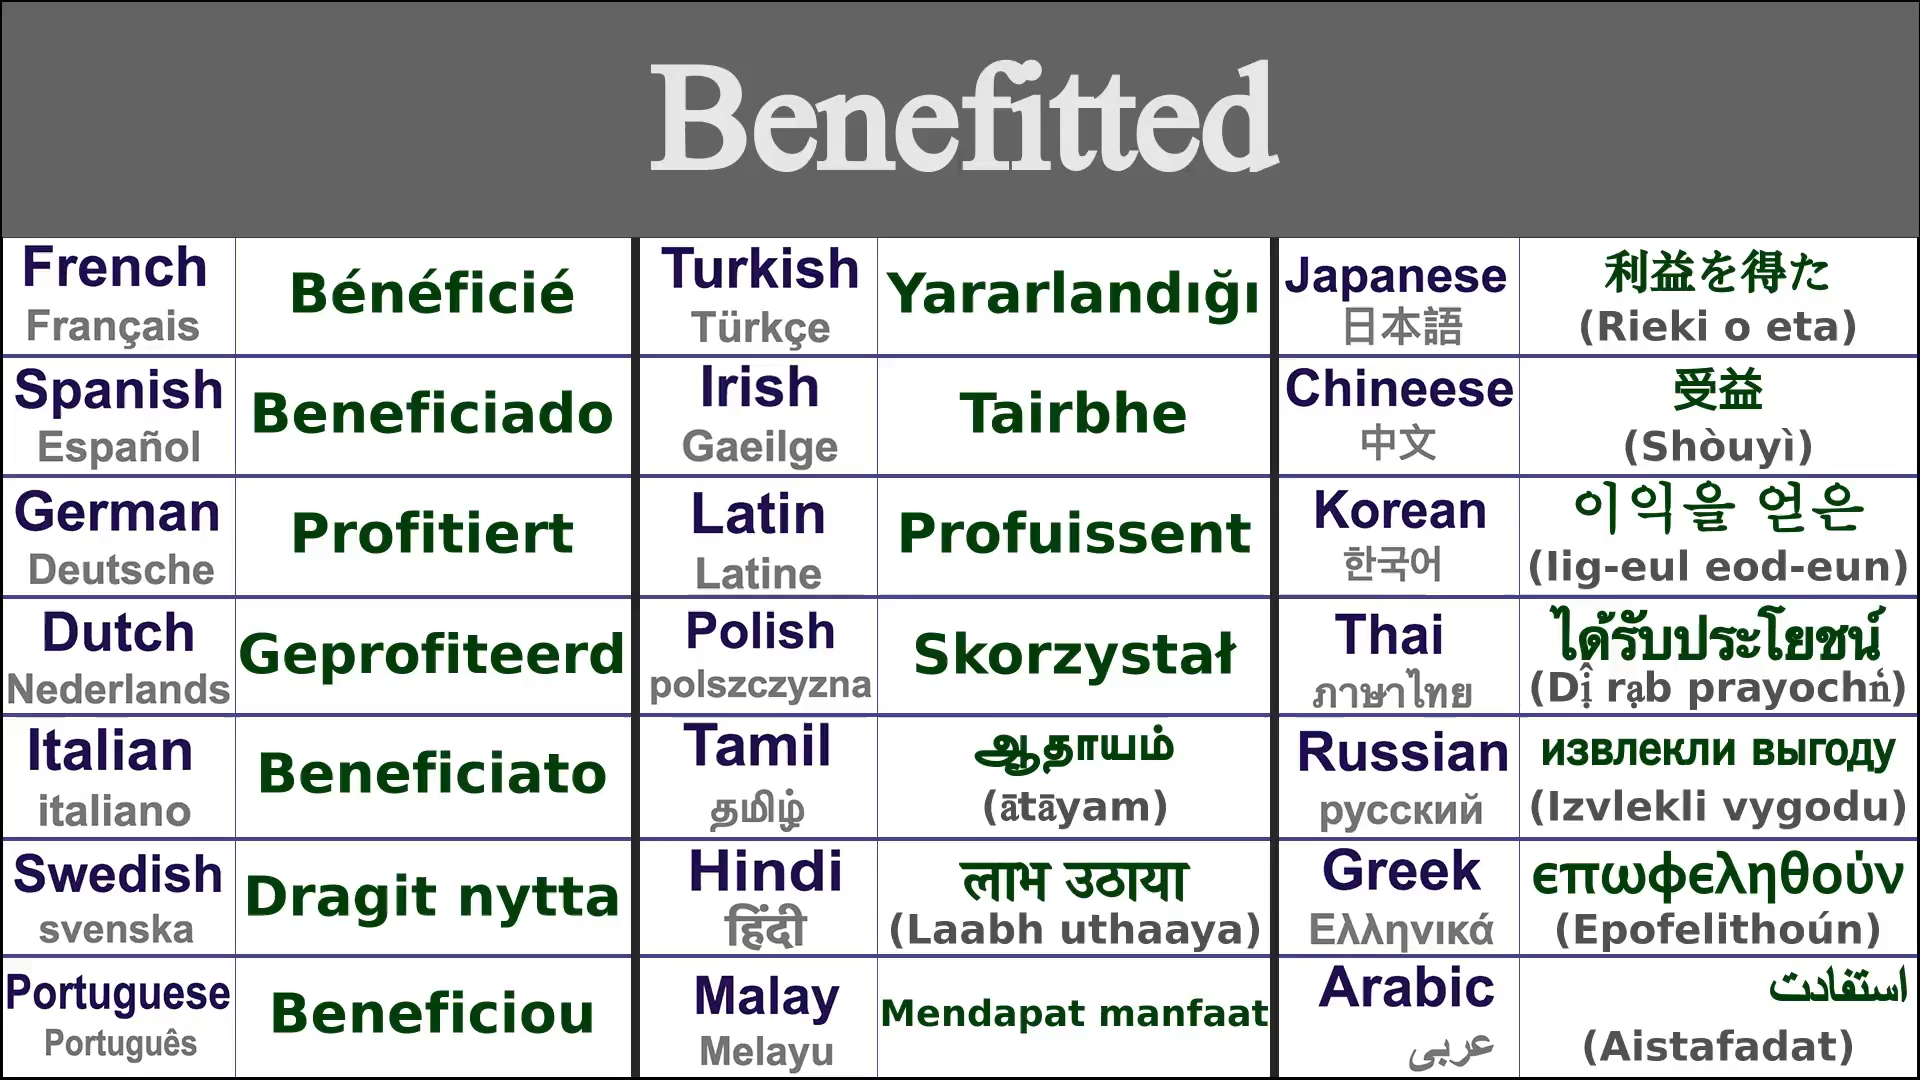 Benefitted
French
Français
Bénéficié
Turkish
Türkçe
Yararlandığı
Japanese
日本語
利益を得た
(Rieki o eta)
Spanish
Español
Beneficiado
Irish
Gaeilge
Tairbhe
Chineese
中文
受益
(Shòuyì)
German
Deutsche
Profitiert
Latin
Latine
Profuissent
Korean
한국어
이익을 얻은
(Iig-eul eod-eun)
Dutch
Nederlands
Geprofiteerd
Polish
polszczyzna
Skorzystał
Thai
ภาษาไทย
ได้รับประโยชน์
(Dị̂ rạb prayochń)
Italian
italiano
Beneficiato
Tamil
தமிழ்
ஆதாயம்
(ātāyam)
Russian
русский
извлекли выгоду
(Izvlekli vygodu)
Swedish
svenska
Dragit nytta
Hindi
हिंदी
लाभ उठाया
(Laabh uthaaya)
Greek
Ελληνικά
επωφεληθούν
(Epofelithoún)
Portuguese
Português
Beneficiou
Malay
Melayu
Mendapat manfaat
Arabic
عربى
استفادت
(Aistafadat)